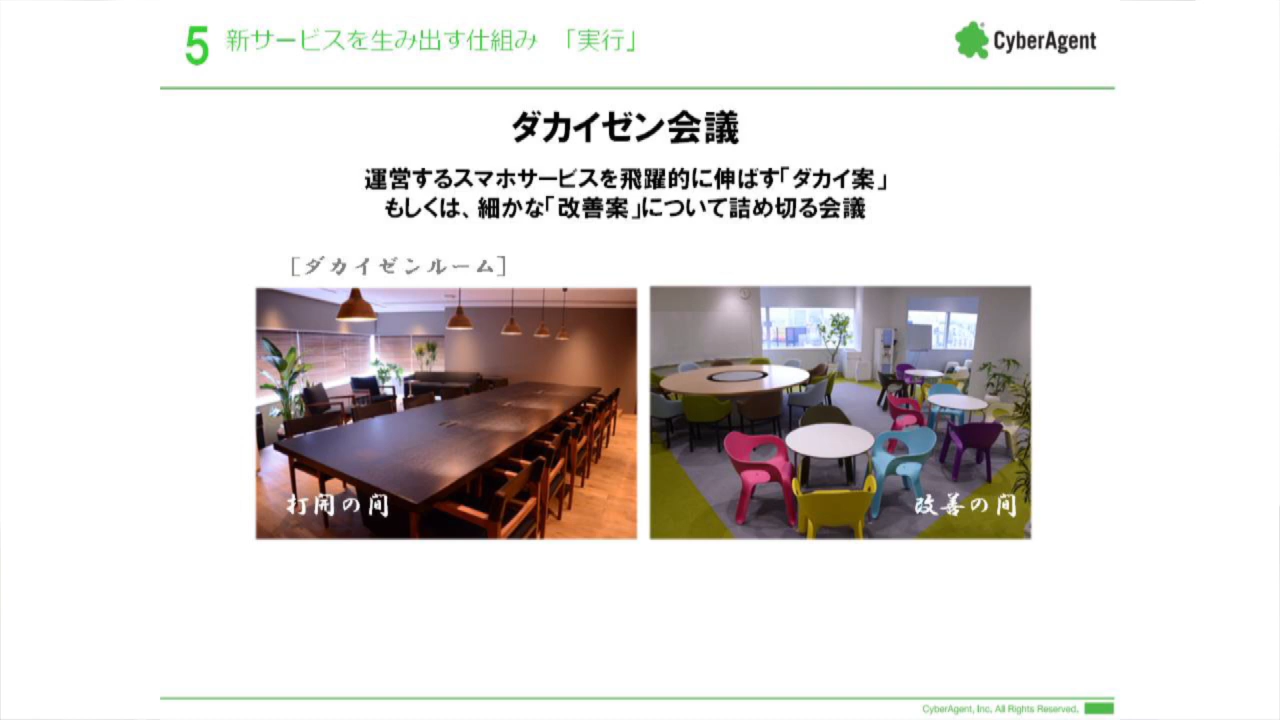 5 新サービスを生み出す仕組み 「実行」
CyberAgent
ダカイゼン会議
運営するスマホサービスを飛躍的に伸ばす「ダカイ案」
もしくは、細かな「改善案」について詰め切る会議
[ダカイゼンルーム]
打開の間
改善の間
CyberAgent, Inc. All Rights Reserved.